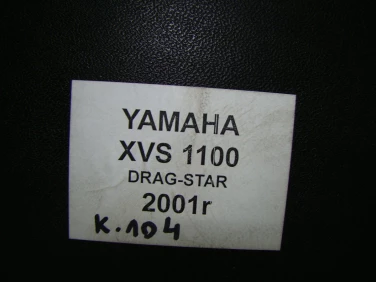 YAMAHA
XVS 1100
DRAG-STAR
2001r
K.104